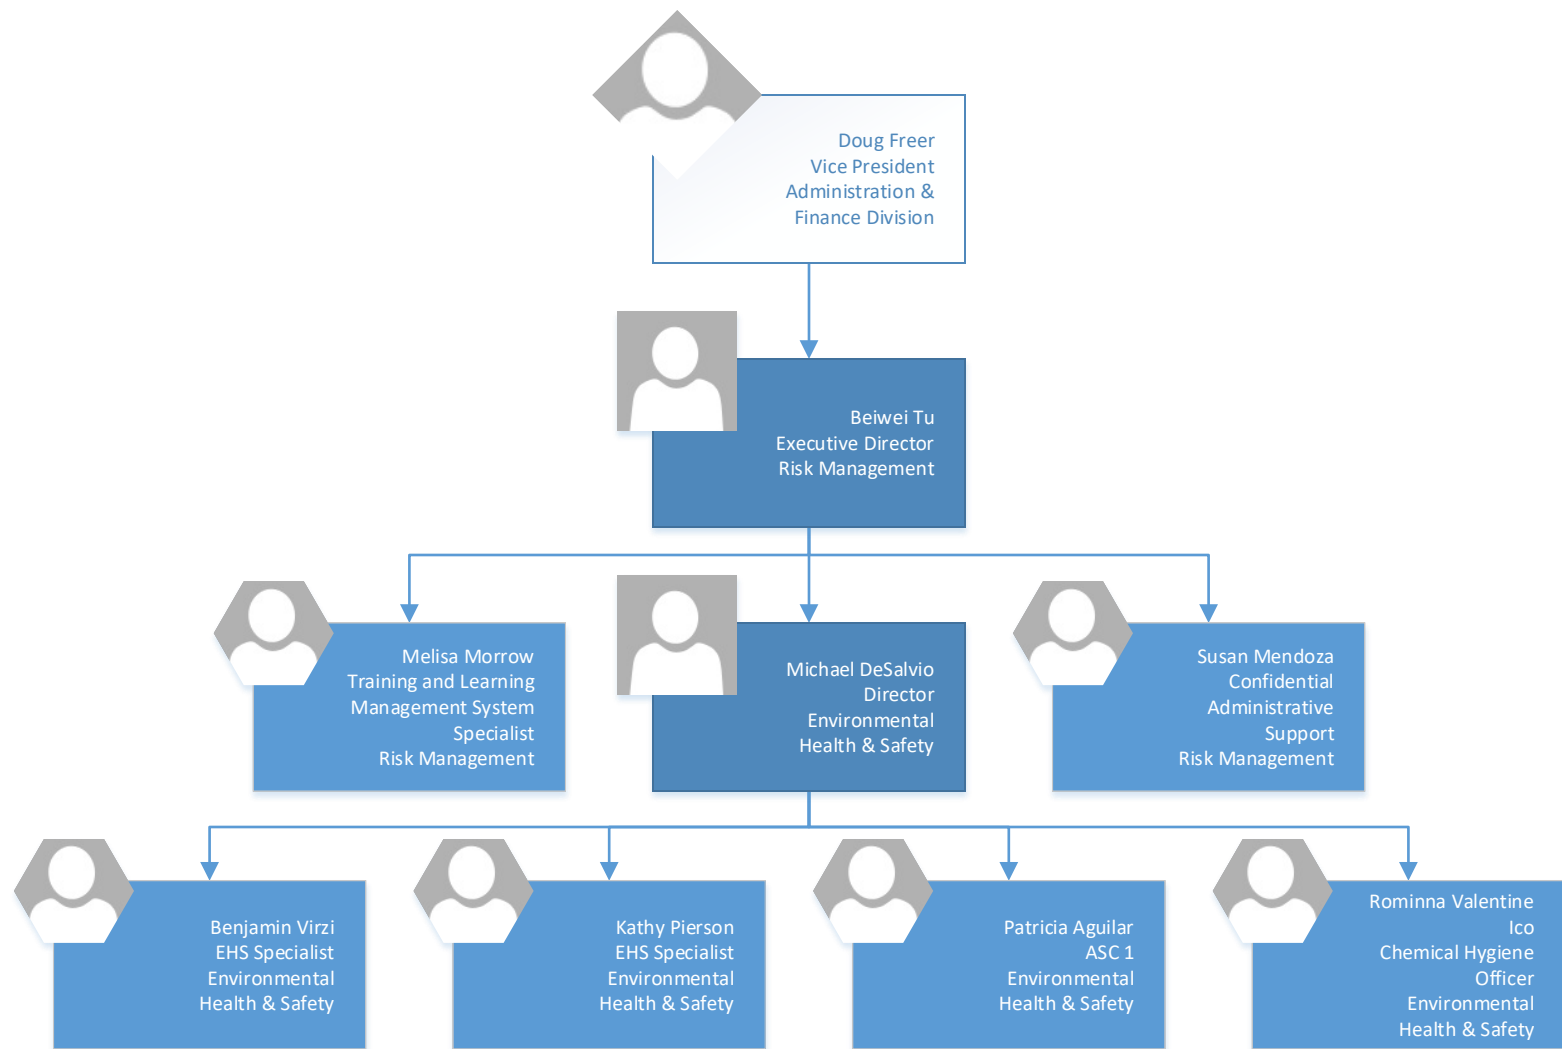 Doug Freer
Vice President
Administration &
Finance Division
Beiwei Tu
Executive Director
Risk Management
Melisa Morrow
Training and Learning
Management System
Specialist
Risk Management
Michael DeSalvio
Director
Environmental
Health & Safety
Susan Mendoza
Confidential
Administrative
Support
Risk Management
Benjamin Virzi
EHS Specialist
Environmental
Health & Safety
Kathy Pierson
EHS Specialist
Environmental
Health & Safety
Patricia Aguilar
ASC 1
Environmental
Health & Safety
Rominna Valentine
Ico
Chemical Hygiene
Officer
Environmental
Health & Safety